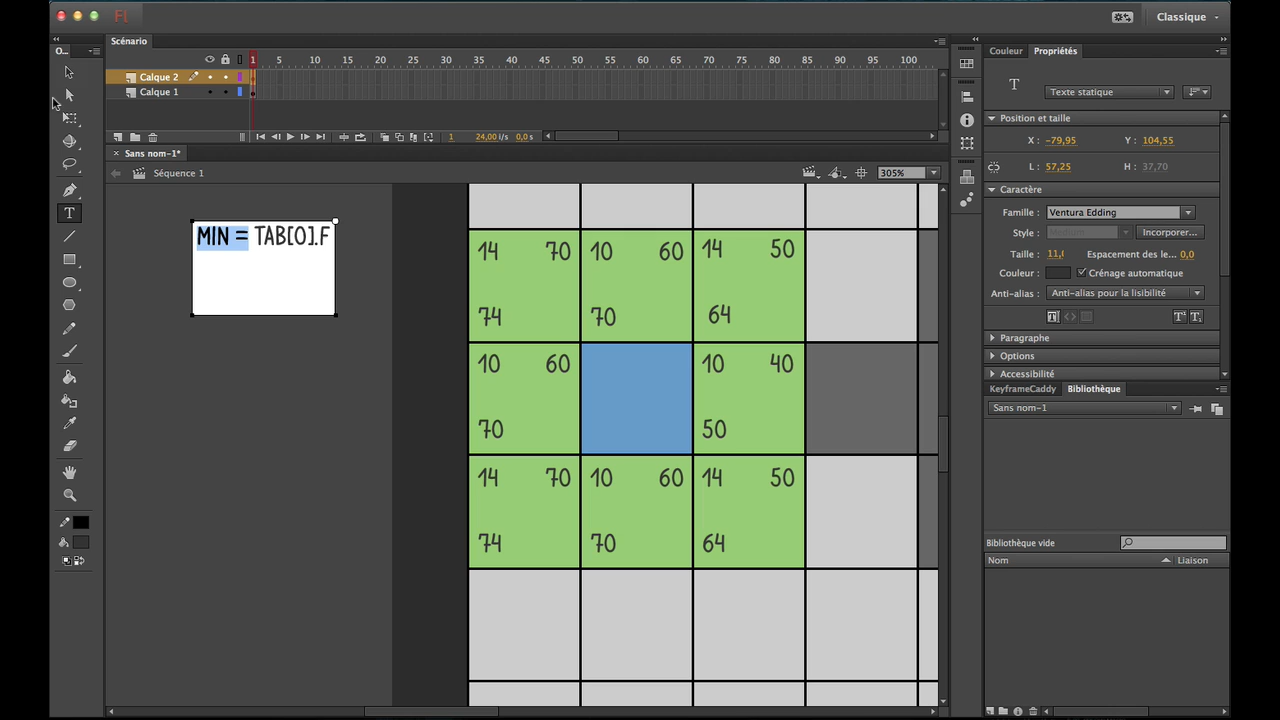 Fl
Classique
O...
Scénario
1 5 10 15 20 25 30 35 40 45 50 55 60 65 70 75 80 85 90 95 100
Calque 2
Calque 1
1 24,00 i/s 0,0 s
Sans nom-1*
Séquence 1
305%
MIN = TAB[0].F
14 70 10 60 14 50
74 70 64
10 60 10 40
70 50
14 70 10 60 14 50
74 70 64
Couleur Propriétés
T Texte statique
Position et taille
X : -79,95 Y : 104,55
L : 57,25 H : 37,70
Caractère
Famille : Ventura Edding
Style : Medium Incorporer...
Taille : 11,( Espacement des le... 0,0
Couleur : Crénage automatique
Anti-alias : Anti-alias pour la lisibilité
Paragraphe
Options
Accessibilité
KeyframeCaddy Bibliothèque
Sans nom-1
Bibliothèque vide
Nom Liaison